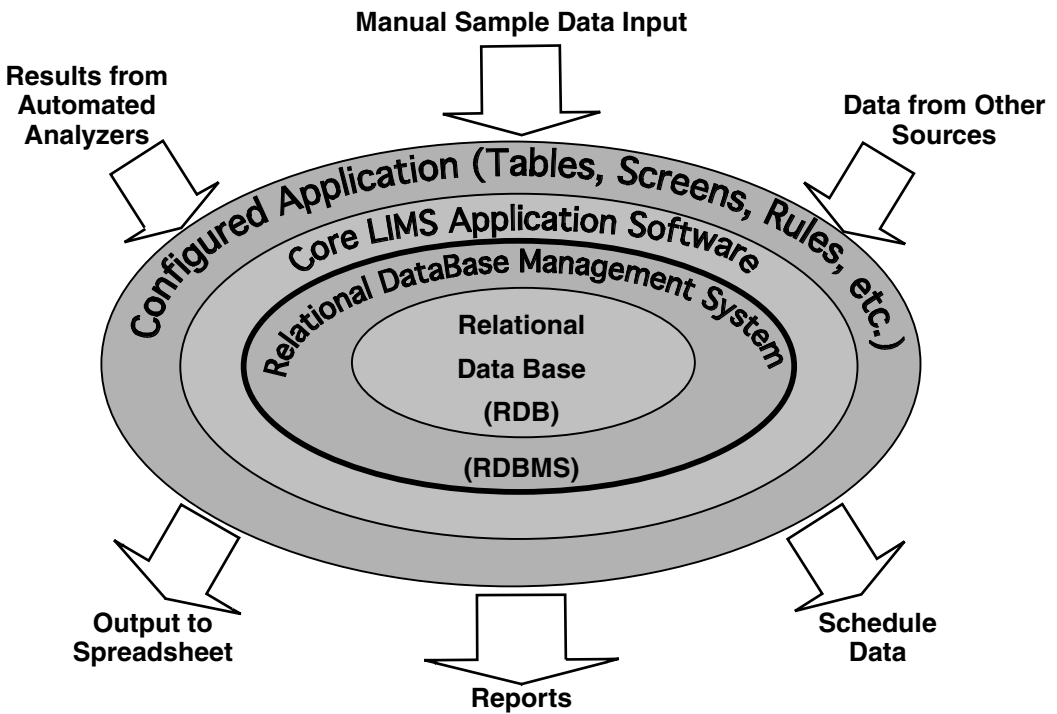 Manual Sample Data Input
Results from
Automated
Analyzers
Data from Other
Sources
Configured Application (Tables, Screens, Rules, etc.)
Core LIMS Application Software
Relational DataBase Management System
Relational
Data Base
(RDB)
(RDBMS)
Output to
Spreadsheet
Reports
Schedule
Data